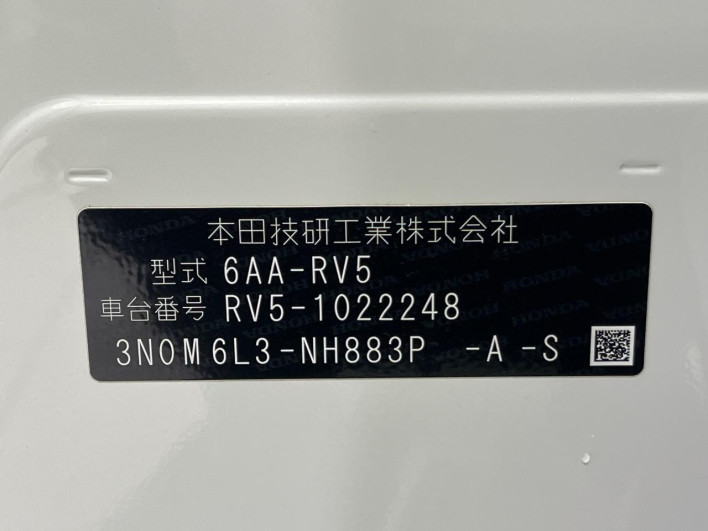 本田技研工業株式会社
型式 6AA-RV5
車台番号 RV5-1022248
3N0M6L3-NH883P -A-S